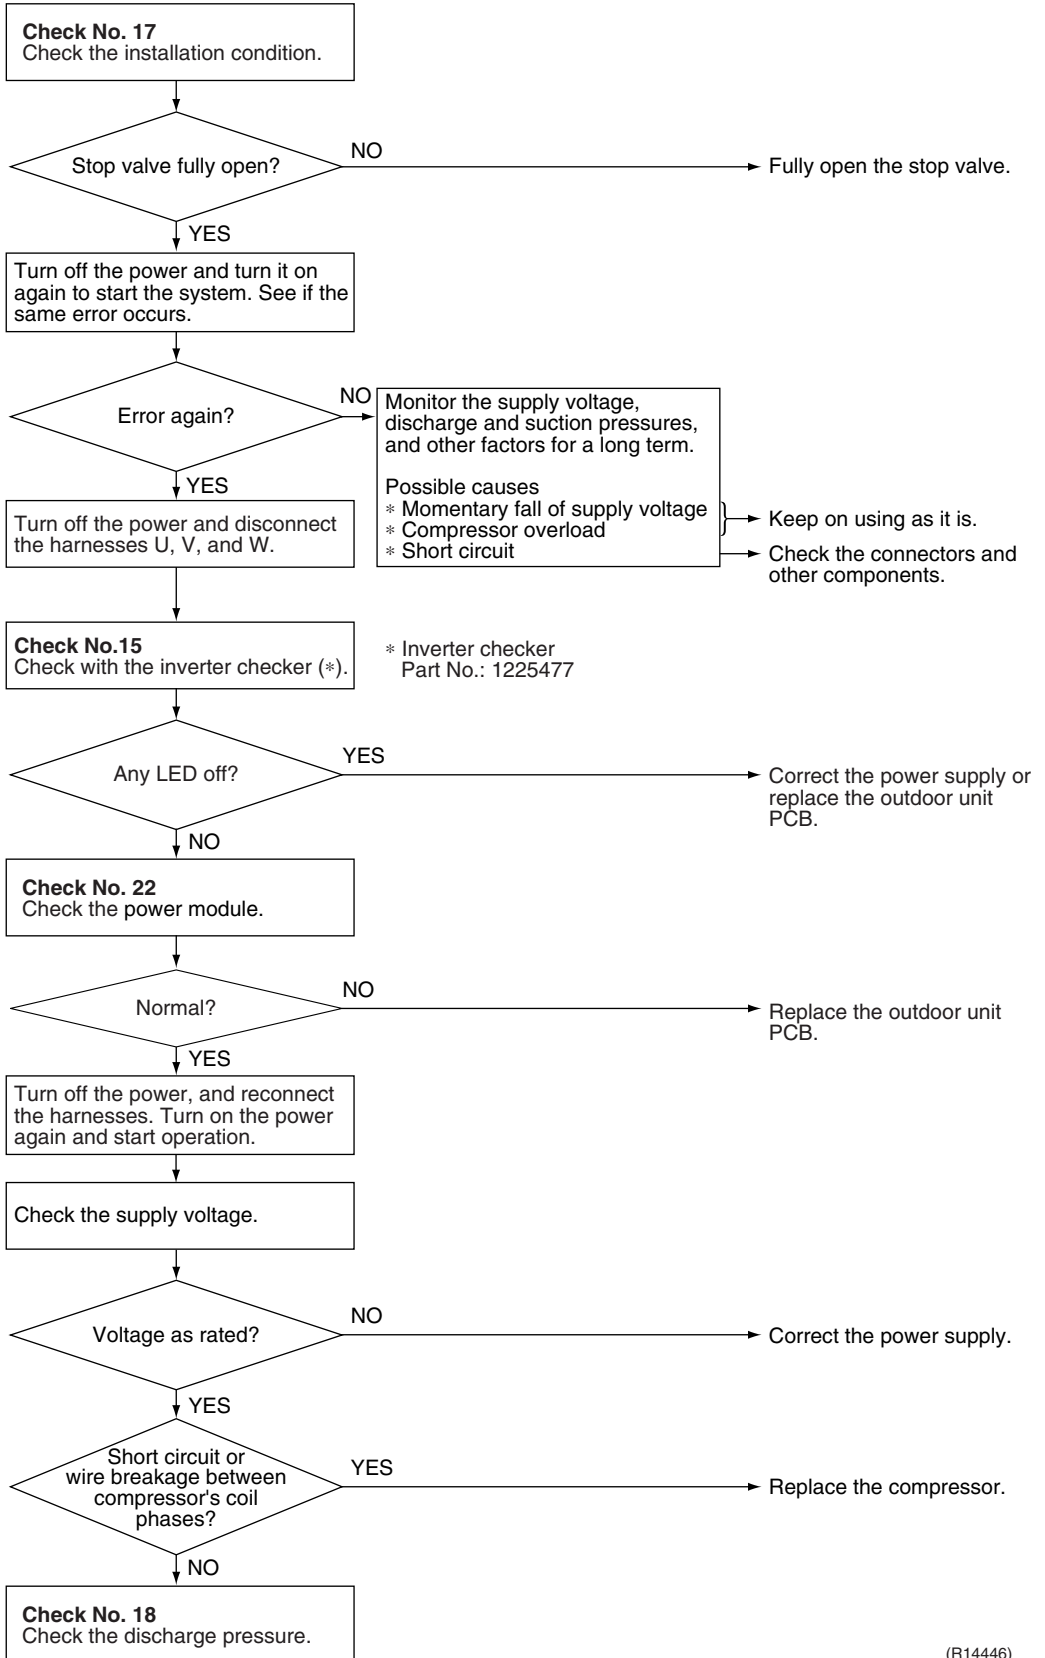 Check No. 17
Check the installation condition.
Stop valve fully open?
NO
Fully open the stop valve.
YES
Turn off the power and turn it on
again to start the system. See if the
same error occurs.
Error again?
NO
Monitor the supply voltage,
discharge and suction pressures,
and other factors for a long term.
Possible causes
∗ Momentary fall of supply voltage
∗ Compressor overload
∗ Short circuit
Keep on using as it is.
Check the connectors and
other components.
YES
Turn off the power and disconnect
the harnesses U, V, and W.
Check No.15
Check with the inverter checker (∗).
∗ Inverter checker
Part No.: 1225477
Any LED off?
YES
Correct the power supply or
replace the outdoor unit
PCB.
NO
Check No. 22
Check the power module.
Normal?
NO
Replace the outdoor unit
PCB.
YES
Turn off the power, and reconnect
the harnesses. Turn on the power
again and start operation.
Check the supply voltage.
Voltage as rated?
NO
Correct the power supply.
YES
Short circuit or
wire breakage between
compressor's coil
phases?
YES
Replace the compressor.
NO
Check No. 18
Check the discharge pressure.
(R14446)